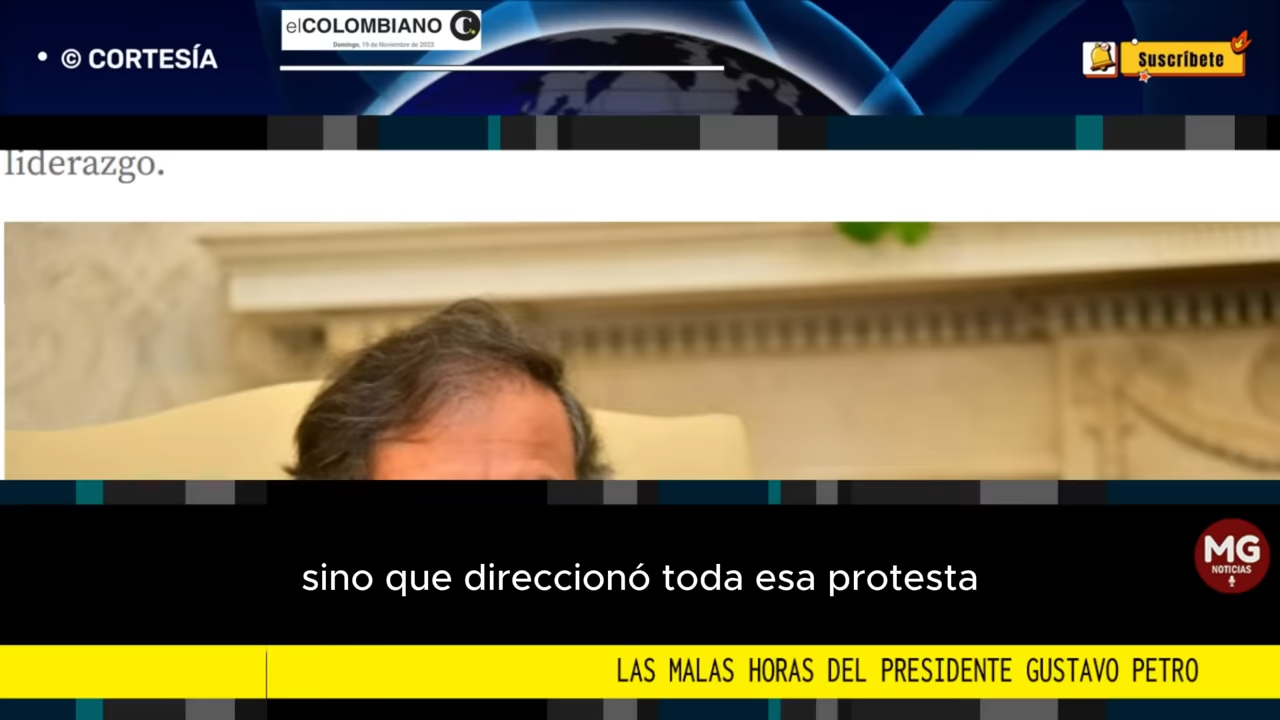 • © CORTESÍA
elCOLOMBIANO C
Domingo, 19 de Noviembre de 2023
Suscríbete
liderazgo.
sino que direccionó toda esa protesta
MG
NOTICIAS
LAS MALAS HORAS DEL PRESIDENTE GUSTAVO PETRO